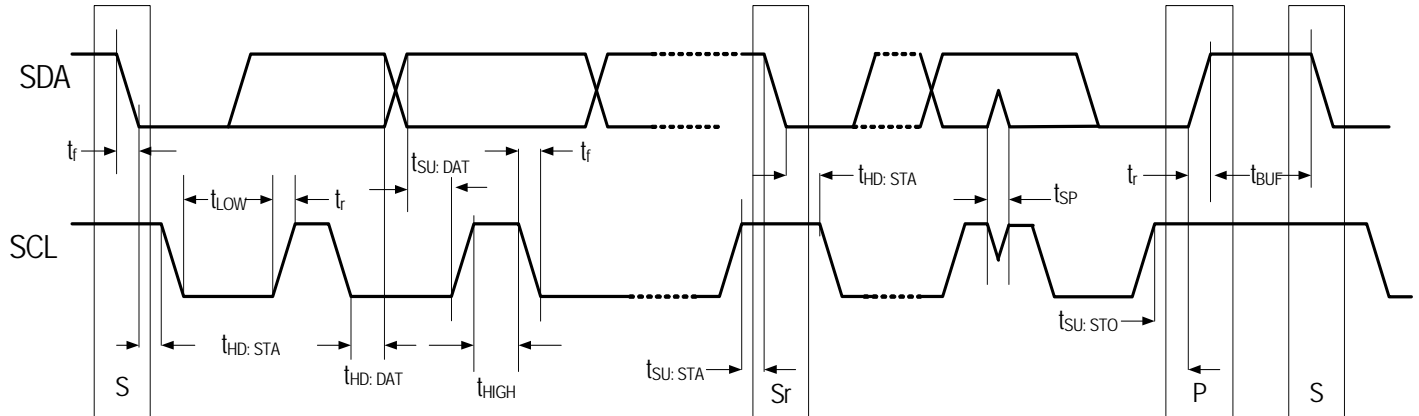 SDA
tf
tSU: DAT
tf
tHD: STA
tr
tBUF
tLOW
tr
tSP
SCL
tHD: STA
tHD: DAT
tHIGH
tSU: STA
tSU: STO
S
Sr
P
S